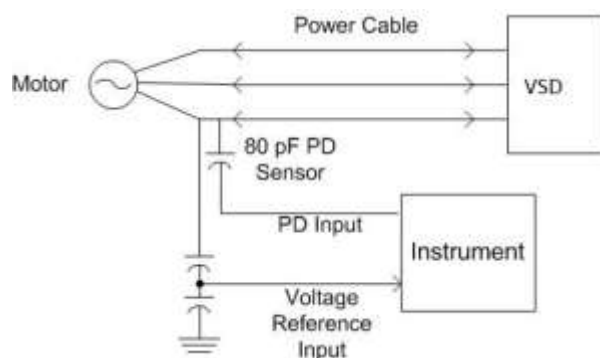 Power Cable
Motor
VSD
80 pF PD
Sensor
PD Input
Instrument
Voltage
Reference
Input